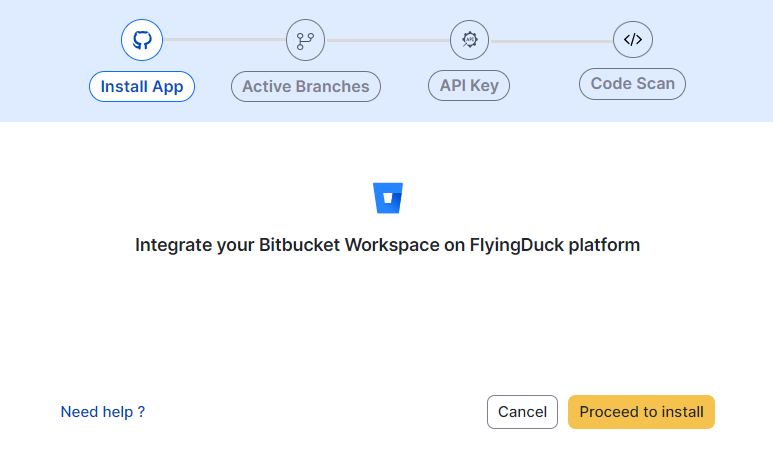 Install App
Active Branches
API Key
Code Scan
Integrate your Bitbucket Workspace on FlyingDuck platform
Need help ?
Cancel
Proceed to install